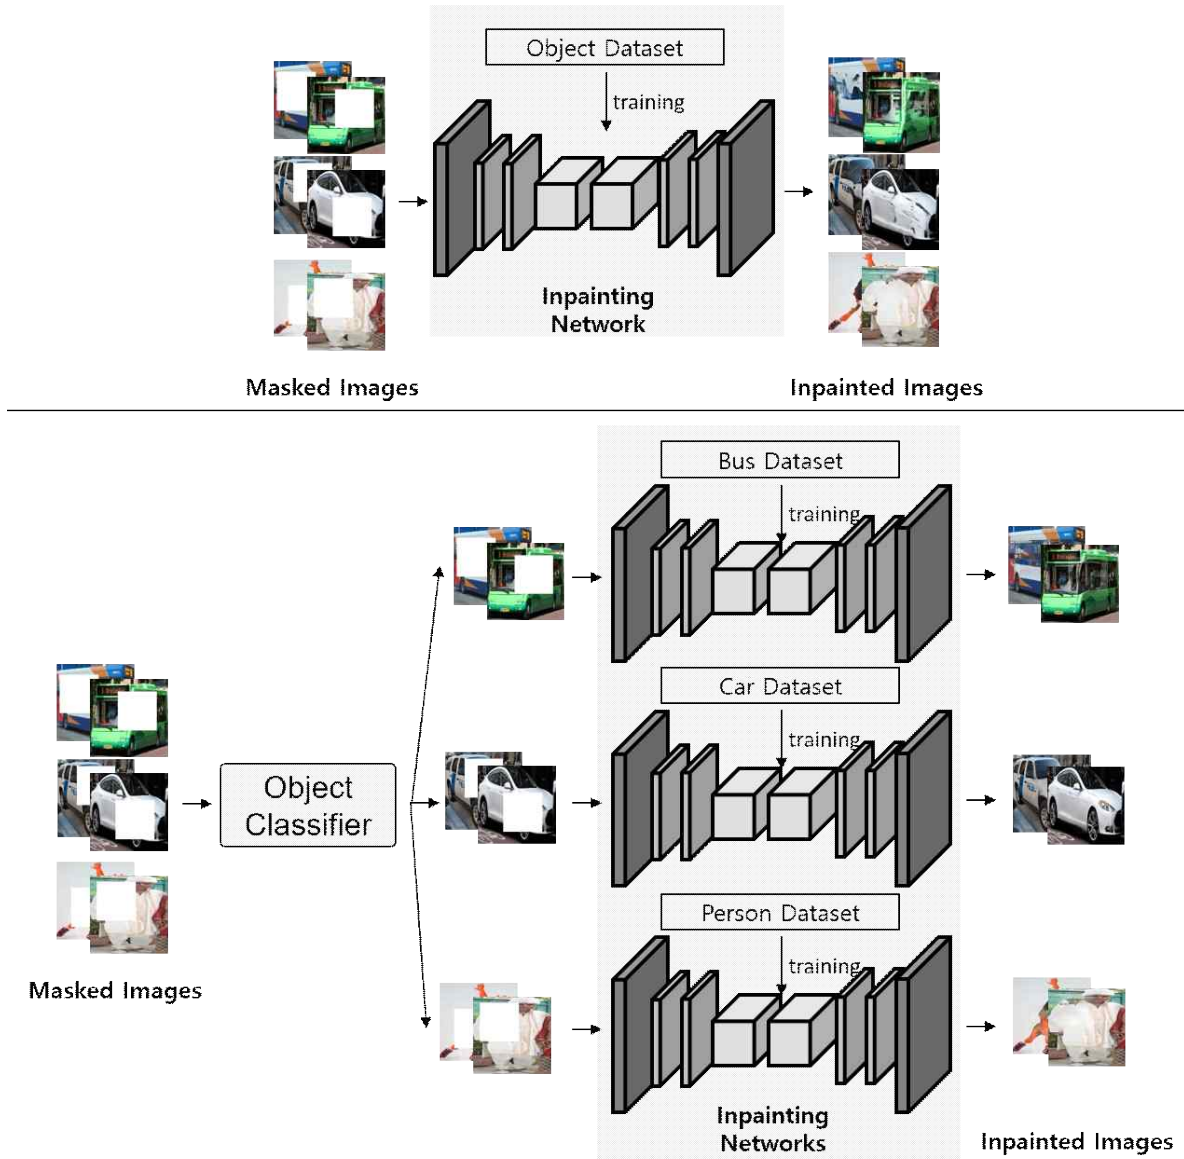 Object Dataset
training
Inpainting
Network
Masked Images
Inpainted Images
Bus Dataset
training
Car Dataset
training
Object
Classifier
Person Dataset
training
Masked Images
Inpainting
Networks
Inpainted Images